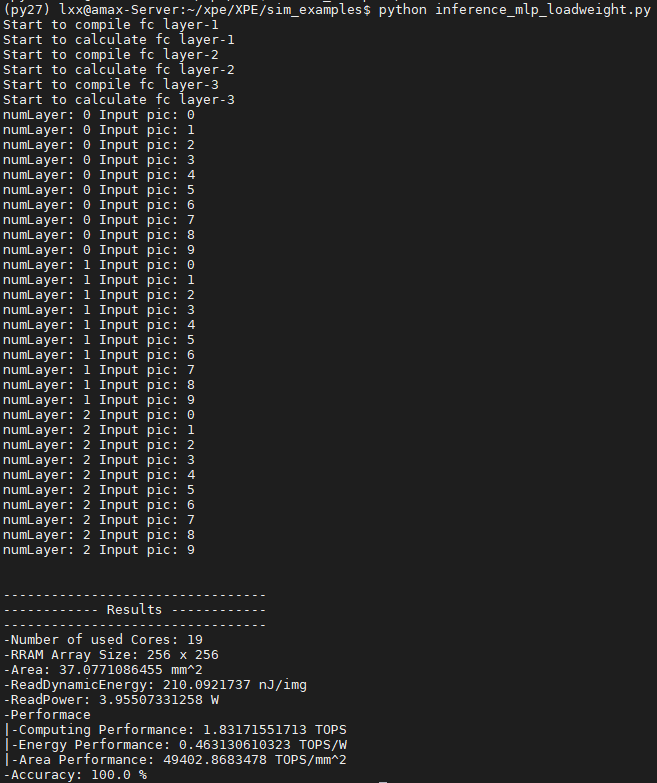 (py27) lxx@amax-Server:~/xpe/XPE/sim_examples$ python inference_mlp_loadweight.py
Start to compile fc layer-1
Start to calculate fc layer-1
Start to compile fc layer-2
Start to calculate fc layer-2
Start to compile fc layer-3
Start to calculate fc layer-3
numLayer: 0 Input pic: 0
numLayer: 0 Input pic: 1
numLayer: 0 Input pic: 2
numLayer: 0 Input pic: 3
numLayer: 0 Input pic: 4
numLayer: 0 Input pic: 5
numLayer: 0 Input pic: 6
numLayer: 0 Input pic: 7
numLayer: 0 Input pic: 8
numLayer: 0 Input pic: 9
numLayer: 1 Input pic: 0
numLayer: 1 Input pic: 1
numLayer: 1 Input pic: 2
numLayer: 1 Input pic: 3
numLayer: 1 Input pic: 4
numLayer: 1 Input pic: 5
numLayer: 1 Input pic: 6
numLayer: 1 Input pic: 7
numLayer: 1 Input pic: 8
numLayer: 1 Input pic: 9
numLayer: 2 Input pic: 0
numLayer: 2 Input pic: 1
numLayer: 2 Input pic: 2
numLayer: 2 Input pic: 3
numLayer: 2 Input pic: 4
numLayer: 2 Input pic: 5
numLayer: 2 Input pic: 6
numLayer: 2 Input pic: 7
numLayer: 2 Input pic: 8
numLayer: 2 Input pic: 9
---------------------------------
------------ Results ------------
---------------------------------
-Number of used Cores: 19
-RRAM Array Size: 256 x 256
-Area: 37.0771086455 mm^2
-ReadDynamicEnergy: 210.0921737 nJ/img
-ReadPower: 3.95507331258 W
-Performace
|-Computing Performance: 1.83171551713 TOPS
|-Energy Performance: 0.463130610323 TOPS/W
|-Area Performance: 49402.8683478 TOPS/mm^2
-Accuracy: 100.0 %